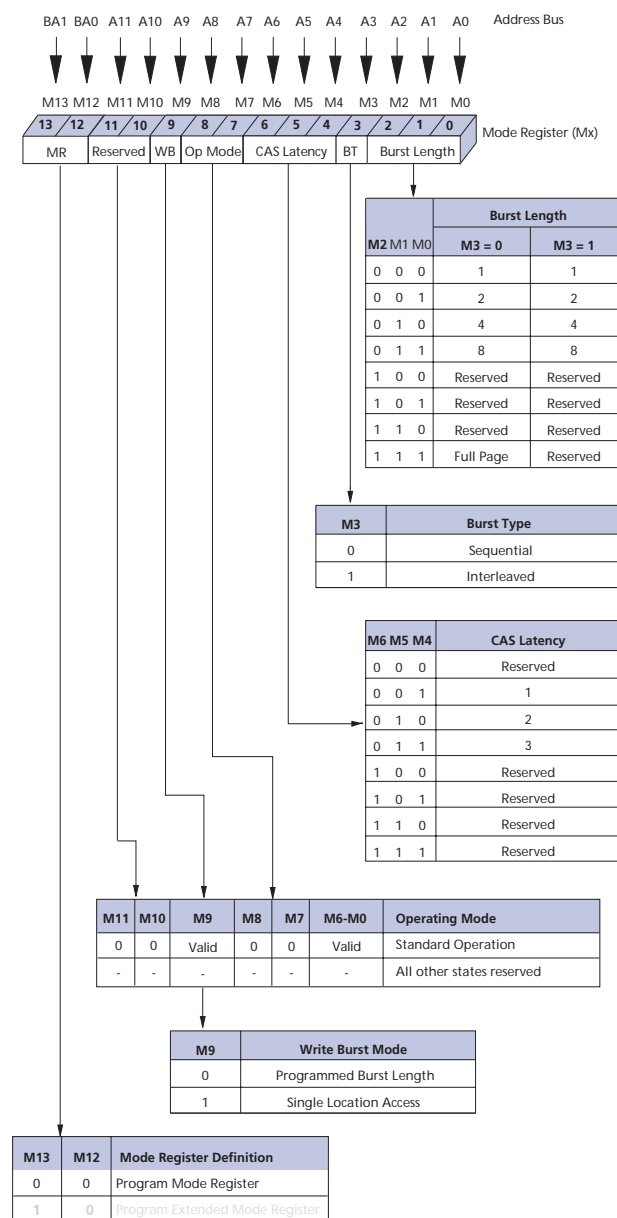 BA1 BA0 A11 A10 A9 A8 A7 A6 A5 A4 A3 A2 A1 A0 Address Bus
M13 M12 M11 M10 M9 M8 M7 M6 M5 M4 M3 M2 M1 M0
13 12 11 10 9 8 7 6 5 4 3 2 1 0 Mode Register (Mx)
MR Reserved WB Op Mode CAS Latency BT Burst Length
Burst Length
M2 M1 M0 M3 = 0 M3 = 1
0 0 0 1 1
0 0 1 2 2
0 1 0 4 4
0 1 1 8 8
1 0 0 Reserved Reserved
1 0 1 Reserved Reserved
1 1 0 Reserved Reserved
1 1 1 Full Page Reserved
M3 Burst Type
0 Sequential
1 Interleaved
M6 M5 M4 CAS Latency
0 0 0 Reserved
0 0 1 1
0 1 0 2
0 1 1 3
1 0 0 Reserved
1 0 1 Reserved
1 1 0 Reserved
1 1 1 Reserved
M11 M10 M9 M8 M7 M6-M0 Operating Mode
0 0 Valid 0 0 Valid Standard Operation
- - - - - - All other states reserved
M9 Write Burst Mode
0 Programmed Burst Length
1 Single Location Access
M13 M12 Mode Register Definition
0 0 Program Mode Register
1 0 Program Extended Mode Register